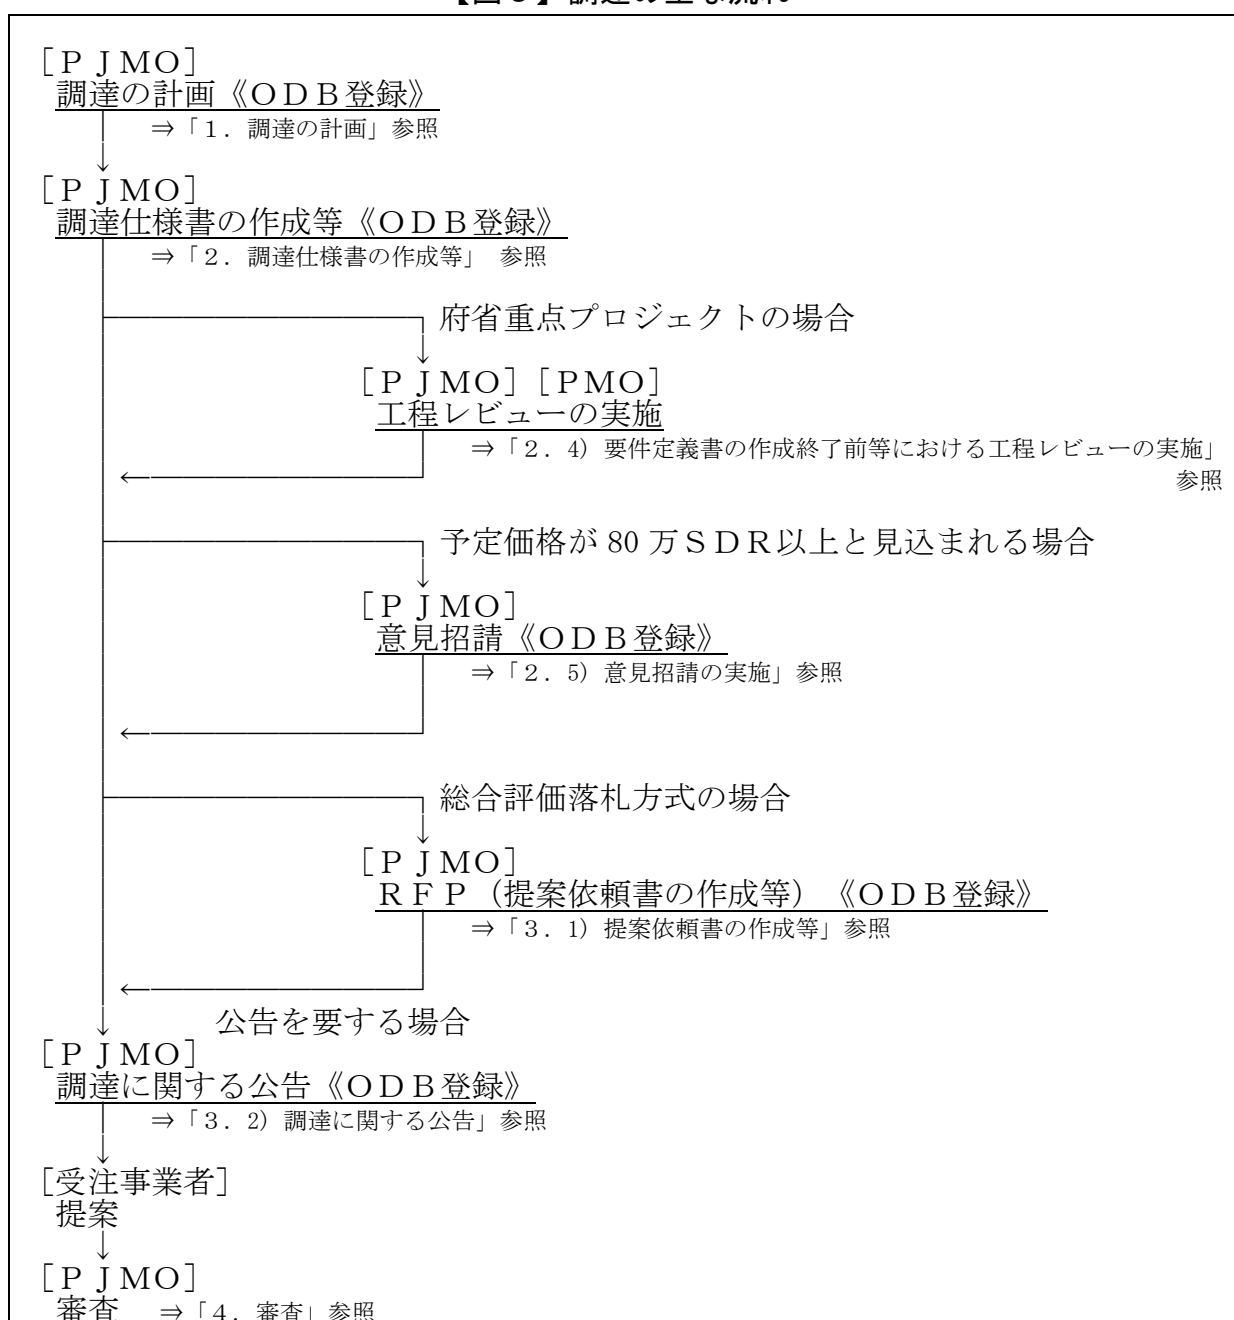 ［ＰＪＭＯ］
調達の計画《ＯＤＢ登録》
⇒「１．調達の計画」参照
［ＰＪＭＯ］
調達仕様書の作成等《ＯＤＢ登録》
⇒「２．調達仕様書の作成等」 参照
府省重点プロジェクトの場合
［ＰＪＭＯ］［ＰＭＯ］
工程レビューの実施
⇒「２．4）要件定義書の作成終了前等における工程レビューの実施」
参照
予定価格が 80 万ＳＤＲ以上と見込まれる場合
［ＰＪＭＯ］
意見招請《ＯＤＢ登録》
⇒「２．5）意見招請の実施」参照
総合評価落札方式の場合
［ＰＪＭＯ］
ＲＦＰ（提案依頼書の作成等）《ＯＤＢ登録》
⇒「３．1）提案依頼書の作成等」参照
公告を要する場合
［ＰＪＭＯ］
調達に関する公告《ＯＤＢ登録》
⇒「３．2）調達に関する公告」参照
［受注事業者］
提案
［ＰＪＭＯ］
審査 ⇒「４．審査」参照